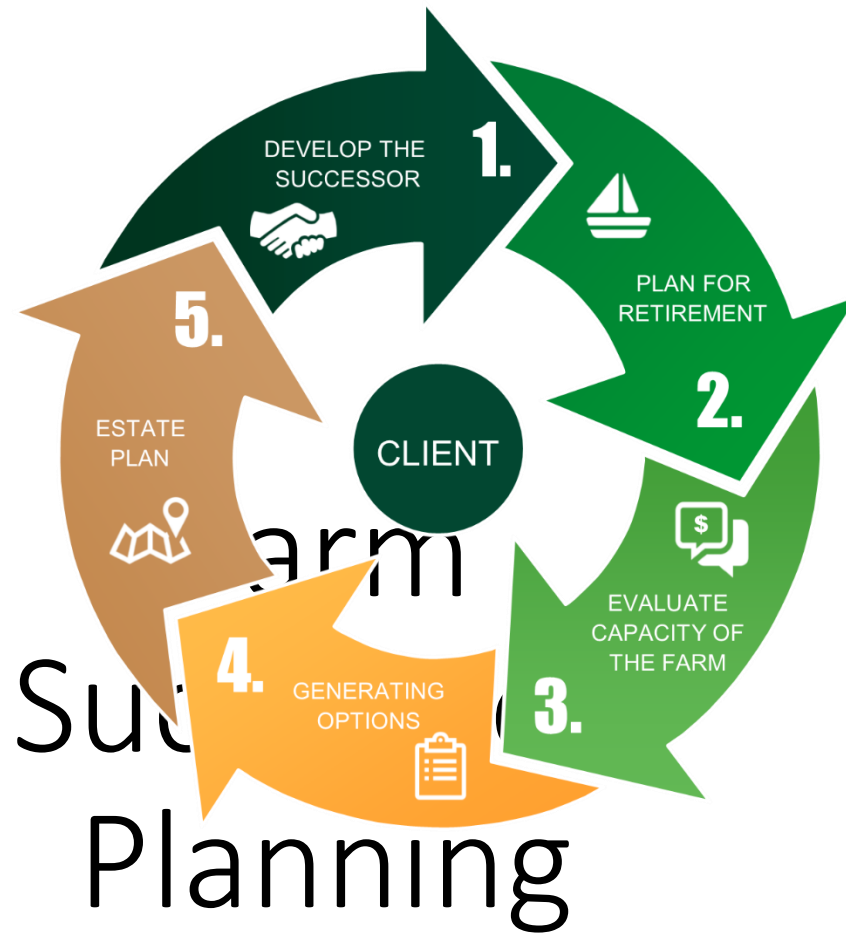 1.
DEVELOP THE
SUCCESSOR
PLAN FOR
RETIREMENT
2.
$
EVALUATE
CAPACITY OF
THE FARM
3.
4.
GENERATING
OPTIONS
5.
ESTATE
PLAN
CLIENT
Planning